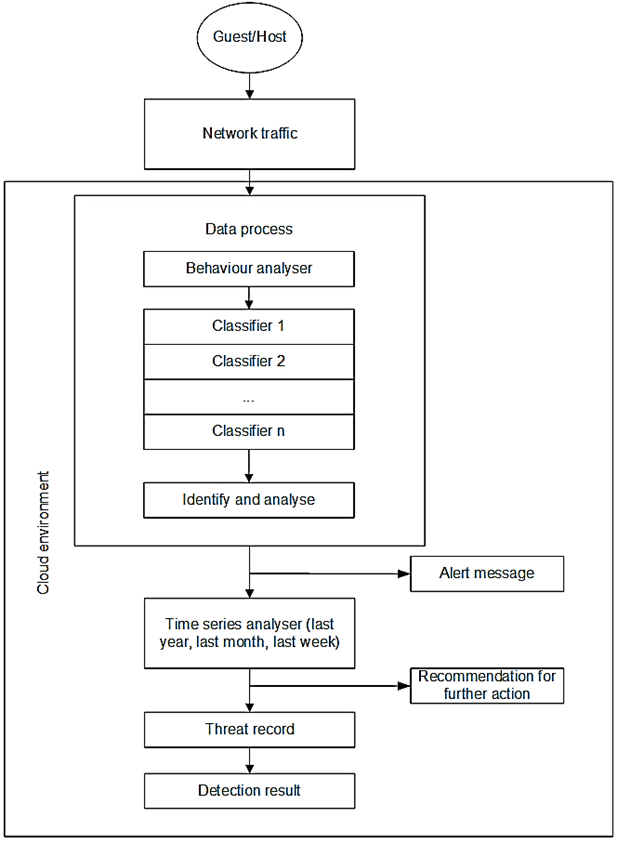 Guest/Host
Network traffic
Data process
Behaviour analyser
Classifier 1
Classifier 2
...
Classifier n
Identify and analyse
Cloud environment
Alert message
Time series analyser (last
year, last month, last week)
Recommendation for
further action
Threat record
Detection result